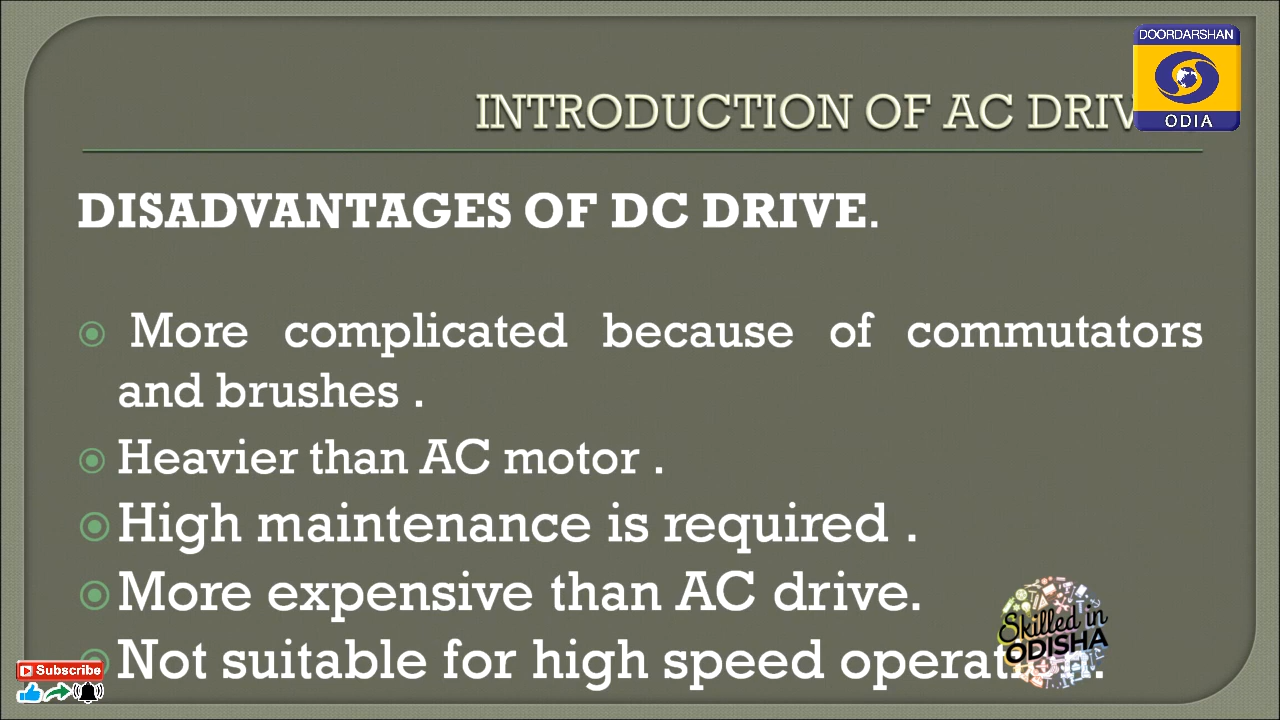 DOORDARSHAN
ODIA
INTRODUCTION OF AC DRIV
DISADVANTAGES OF DC DRIVE.
More complicated because of commutators
and brushes .
Heavier than AC motor .
High maintenance is required .
More expensive than AC drive.
Not suitable for high speed operation.
Skilled in
ODISHA
Subscribe